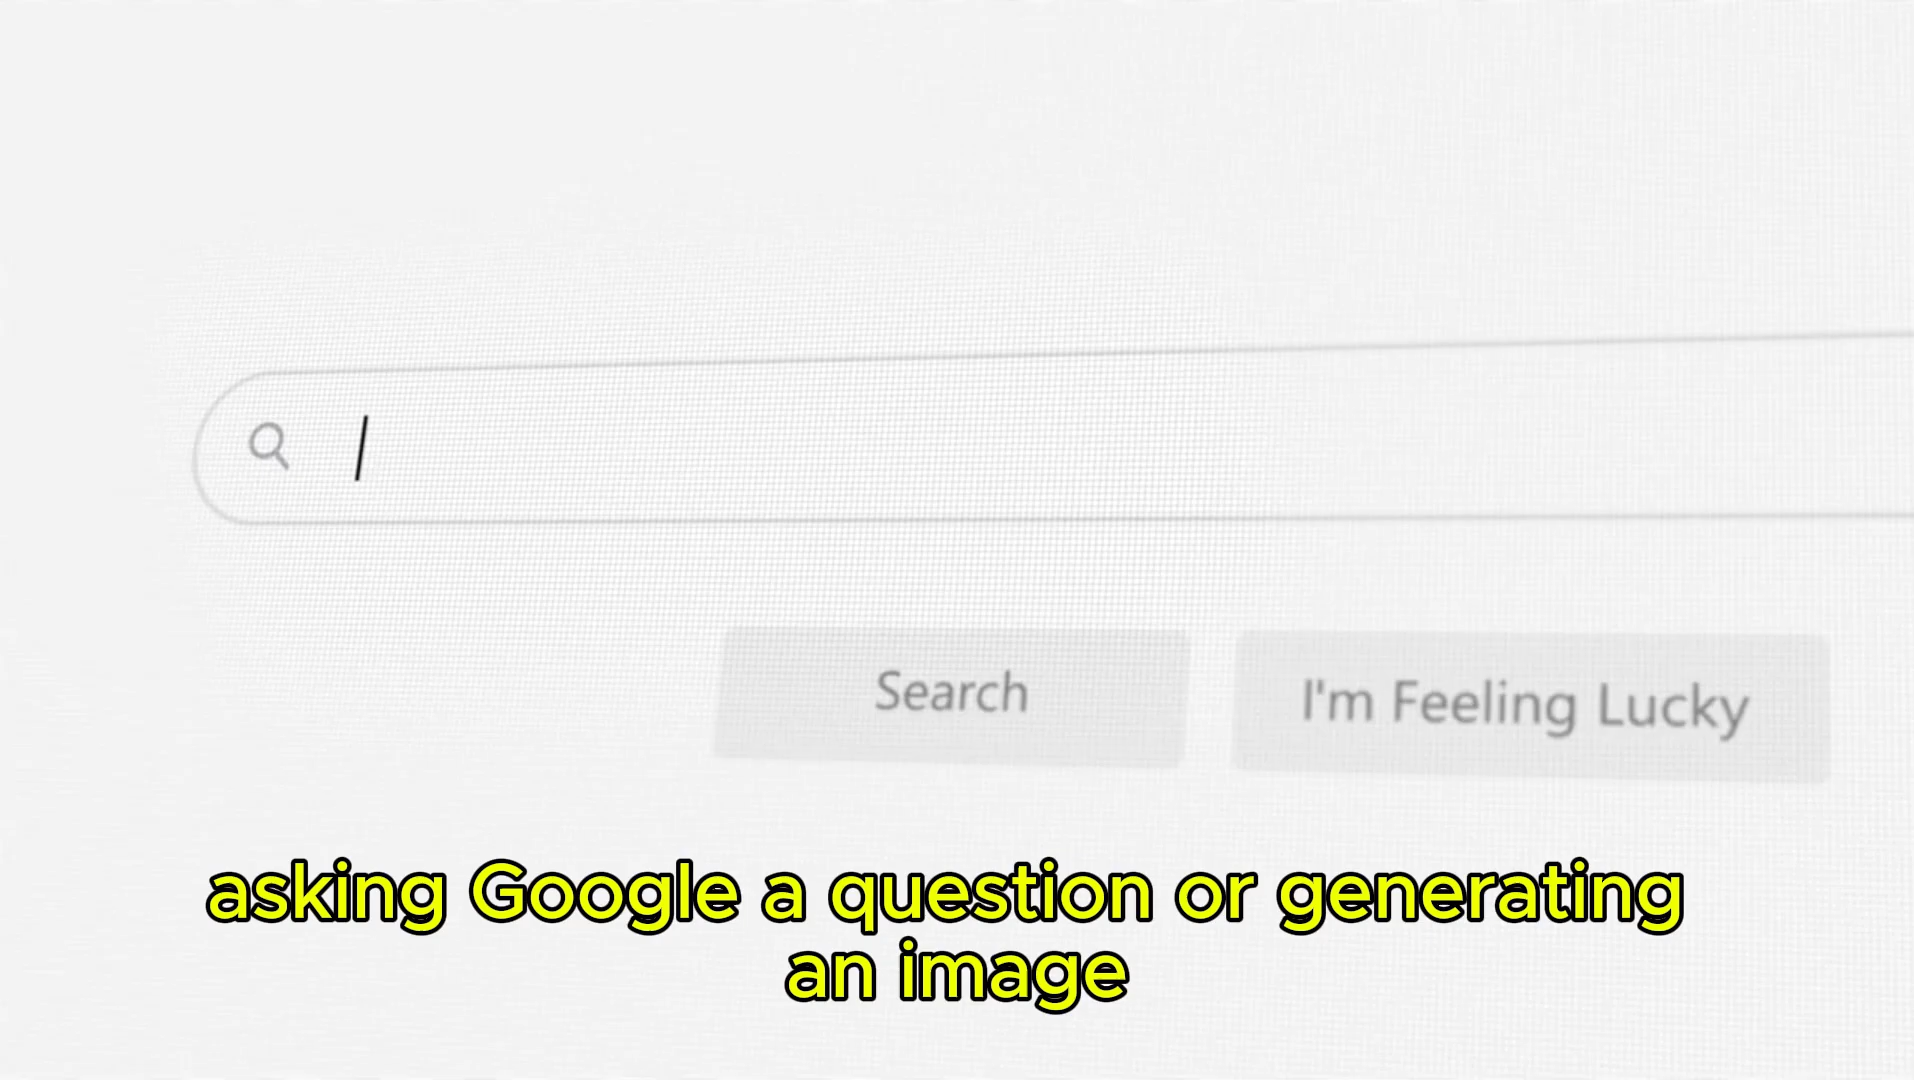 Search
I'm Feeling Lucky
asking Google a question or generating
an image